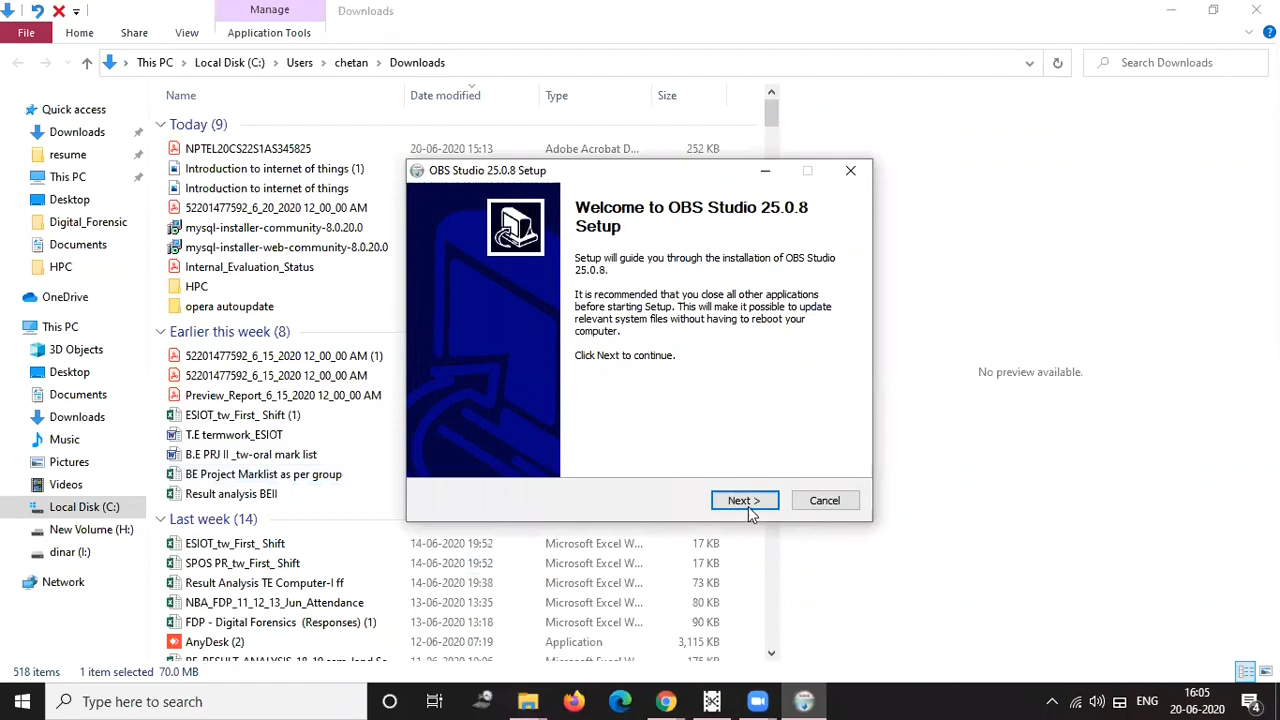 Manage
Downloads
File
Home
Share
View
Application Tools
This PC
Local Disk (C:)
Users
chetan
Downloads
Search Downloads
Quick access
Downloads
resume
This PC
Desktop
Digital_Forensic
Documents
HPC
OneDrive
This PC
3D Objects
Desktop
Documents
Downloads
Music
Pictures
Videos
Local Disk (C:)
New Volume (H:)
dinar (I:)
Network
Name
Date modified
Type
Size
Today (9)
NPTEL20CS22S1AS345825 20-06-2020 15:13 Adobe Acrobat D... 252 KB
Introduction to internet of things (1)
Introduction to internet of things
52201477592_6_20_2020 12_00_00 AM
mysql-installer-community-8.0.20.0
mysql-installer-web-community-8.0.20.0
Internal_Evaluation_Status
HPC
opera autoupdate
Earlier this week (8)
52201477592_6_15_2020 12_00_00 AM (1)
52201477592_6_15_2020 12_00_00 AM
Preview_Report_6_15_2020 12_00_00 AM
ESIOT_tw_First_ Shift (1)
T.E termwork_ESIOT
B.E PRJ II _tw-oral mark list
BE Project Marklist as per group
Result analysis BEII
Last week (14)
ESIOT_tw_First_ Shift 14-06-2020 19:52 Microsoft Excel W... 17 KB
SPOS PR_tw_First_ Shift 14-06-2020 19:52 Microsoft Excel W... 17 KB
Result Analysis TE Computer-I ff 14-06-2020 19:38 Microsoft Excel W... 73 KB
NBA_FDP_11_12_13_Jun_Attendance 13-06-2020 13:35 Microsoft Excel W... 80 KB
FDP - Digital Forensics (Responses) (1) 13-06-2020 13:18 Microsoft Excel W... 90 KB
AnyDesk (2) 12-06-2020 07:19 Application 3,115 KB
OBS Studio 25.0.8 Setup
Welcome to OBS Studio 25.0.8
Setup
Setup will guide you through the installation of OBS Studio
25.0.8.
It is recommended that you close all other applications
before starting Setup. This will make it possible to update
relevant system files without having to reboot your
computer.
Click Next to continue.
Next >
Cancel
No preview available.
518 items 1 item selected 70.0 MB
Type here to search
ENG
16:05
20-06-2020
4